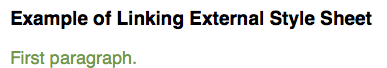 Example of Linking External Style Sheet
First paragraph.